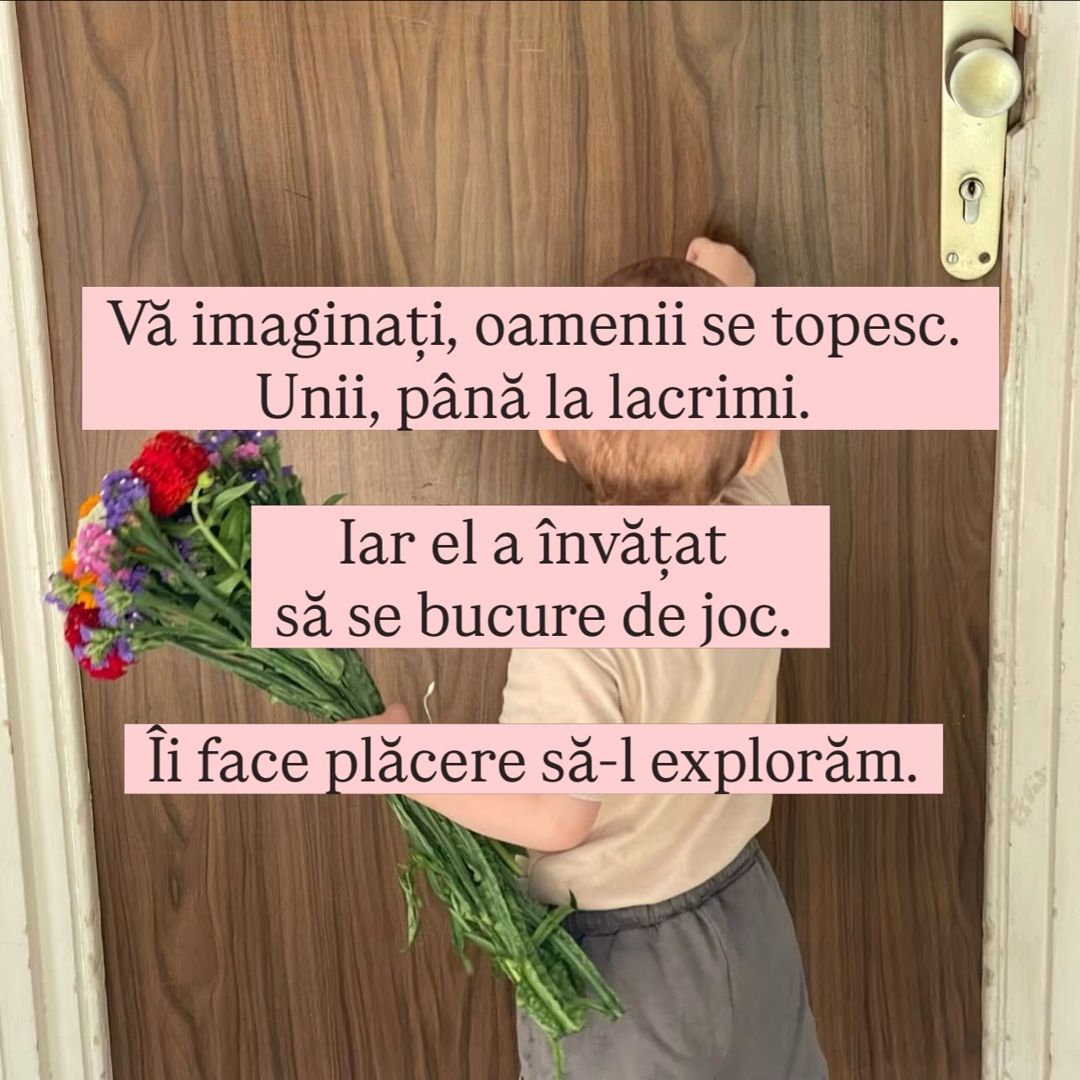 Vă imaginați, oamenii se topesc.
Unii, până la lacrimi.
Iar el a învățat
să se bucure de joc.
Îi face plăcere să-l explorăm.